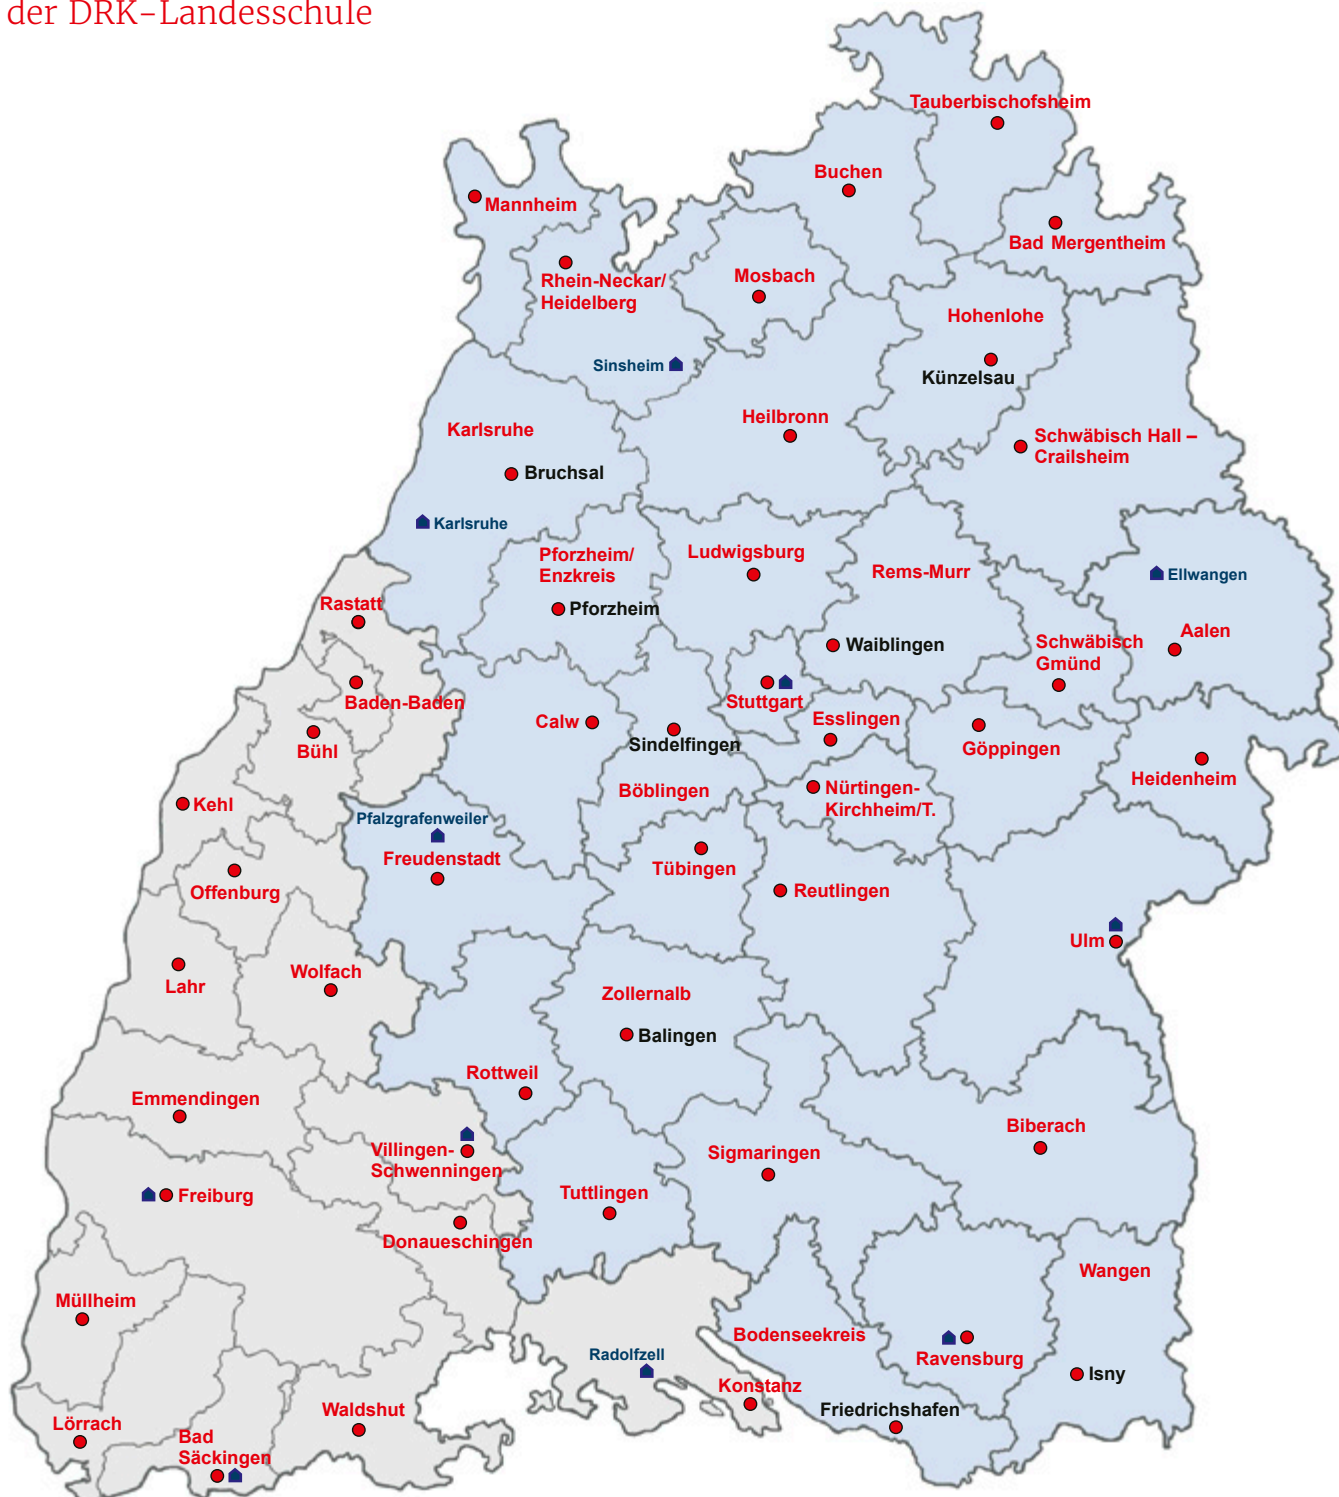 der DRK-Landesschule
Tauberbischofsheim
Buchen
Mannheim
Bad Mergentheim
Rhein-Neckar/
Heidelberg
Mosbach
Hohenlohe
Sinsheim
Künzelsau
Heilbronn
Karlsruhe
Schwäbisch Hall –
Crailsheim
Bruchsal
Karlsruhe
Pforzheim/
Enzkreis
Ludwigsburg
Rems-Murr
Ellwangen
Rastatt
Pforzheim
Waiblingen
Schwäbisch
Gmünd
Aalen
Baden-Baden
Stuttgart
Calw
Esslingen
Bühl
Sindelfingen
Göppingen
Böblingen
Heidenheim
Nürtingen-
Kirchheim/T.
Kehl
Pfalzgrafenweiler
Freudenstadt
Tübingen
Offenburg
Reutlingen
Ulm
Lahr
Wolfach
Zollernalb
Balingen
Rottweil
Emmendingen
Biberach
Villingen-
Schwenningen
Sigmaringen
Freiburg
Tuttlingen
Donaueschingen
Wangen
Müllheim
Bodenseekreis
Radolfzell
Ravensburg
Isny
Konstanz
Waldshut
Friedrichshafen
Lörrach
Bad
Säckingen